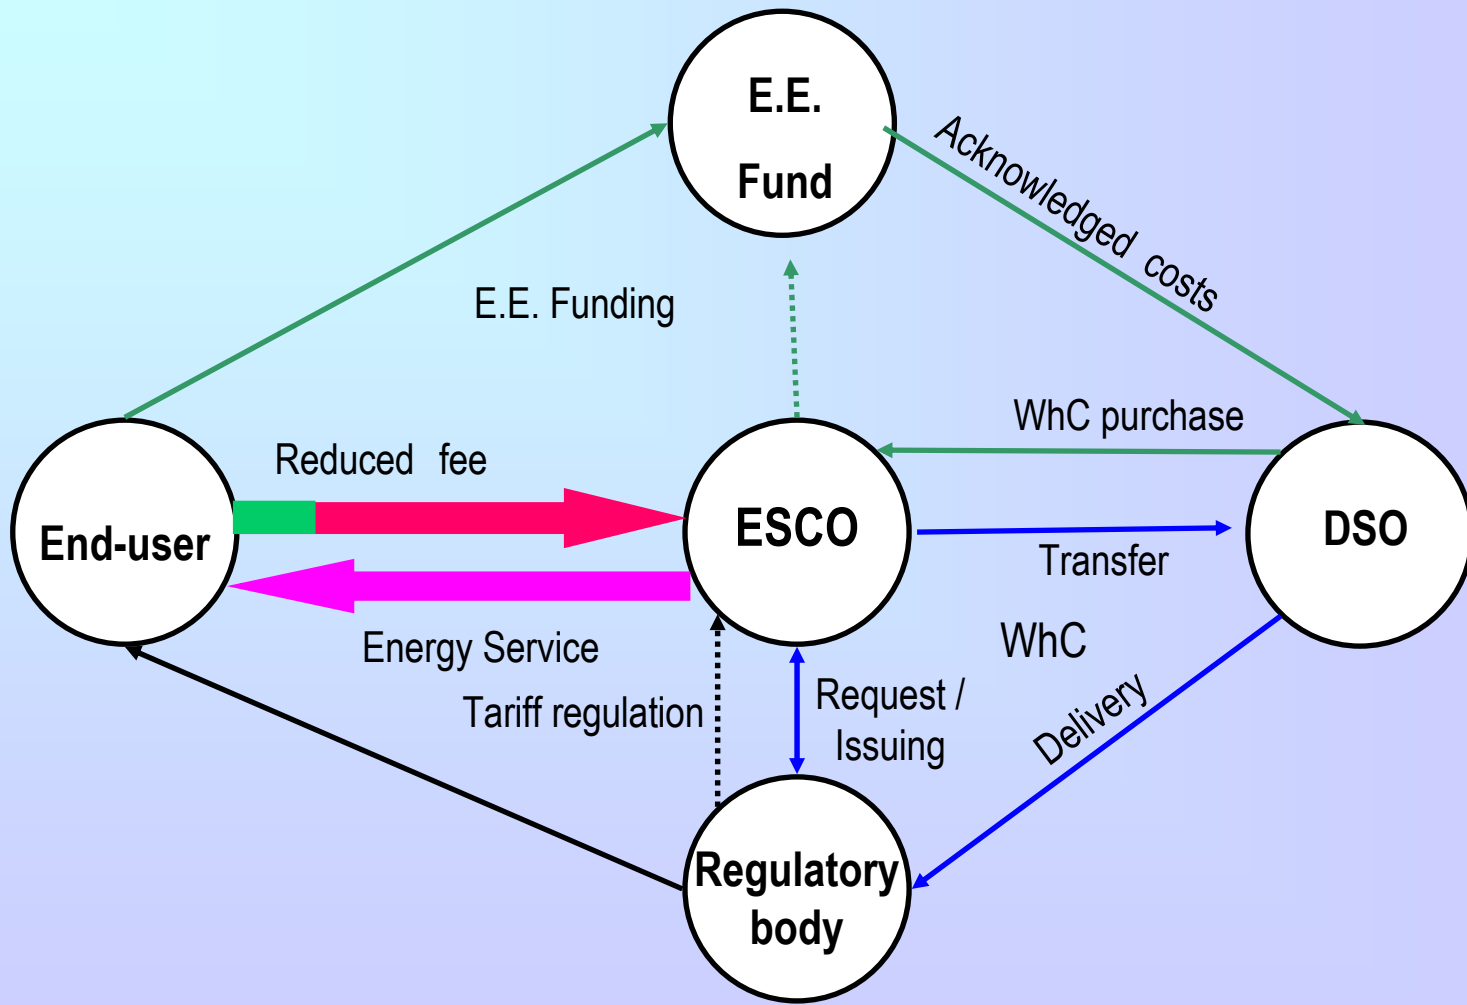 E.E.
Fund
Acknowledged costs
E.E. Funding
WhC purchase
Reduced fee
End-user
ESCO
DSO
Transfer
Energy Service
WhC
Tariff regulation
Request /
Issuing
Delivery
Regulatory
body